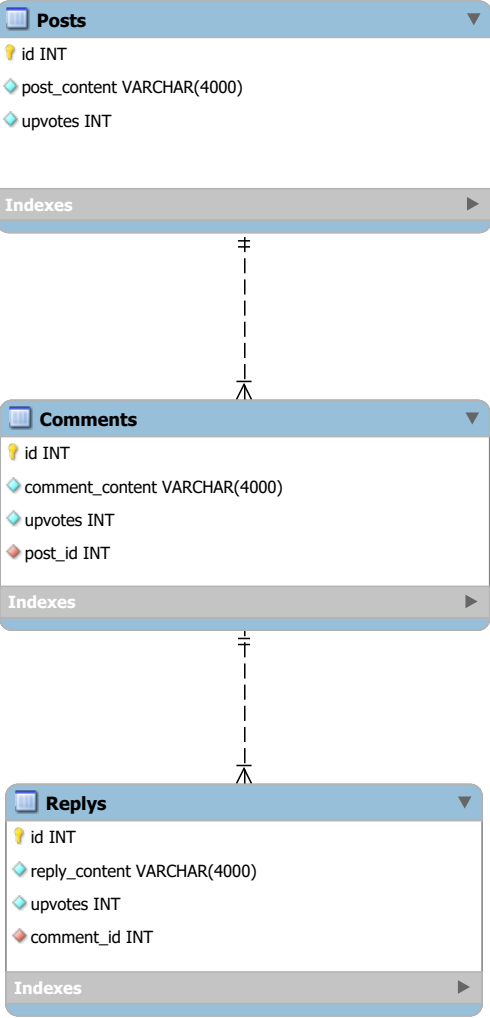 Posts
id INT
post_content VARCHAR(4000)
upvotes INT
Indexes
Comments
id INT
comment_content VARCHAR(4000)
upvotes INT
post_id INT
Indexes
Replys
id INT
reply_content VARCHAR(4000)
upvotes INT
comment_id INT
Indexes